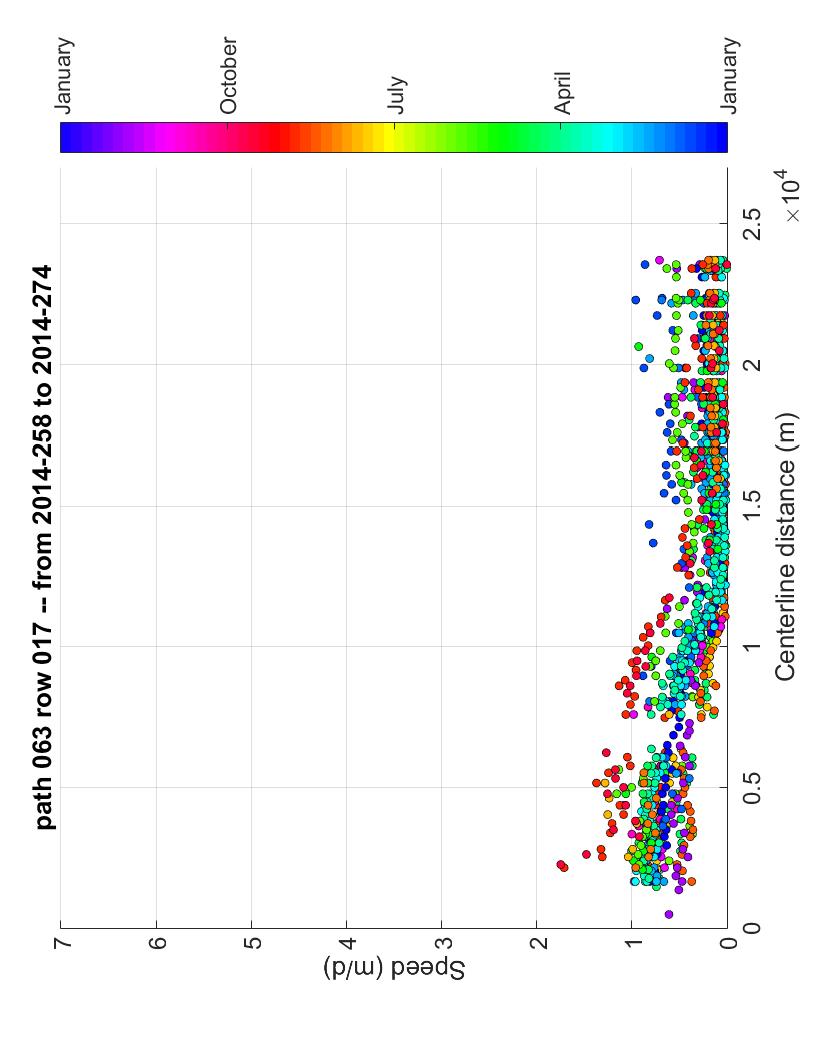 path 063 row 017 -- from 2014-258 to 2014-274
7
6
5
4
3
2
1
0
Speed (m/d)
0
0.5
1
1.5
2
2.5
×10^4
Centerline distance (m)
January
October
July
April
January